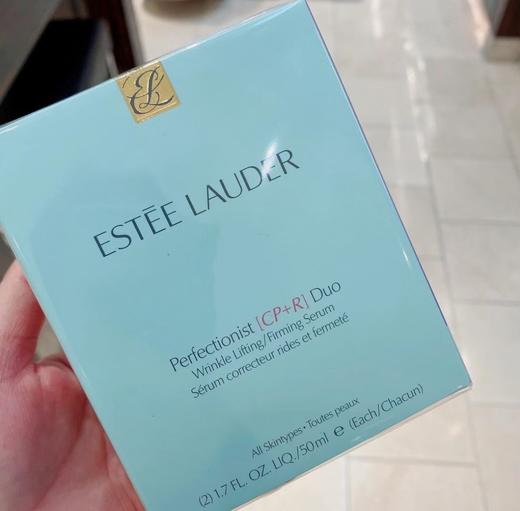 EL
ESTĒE LAUDER
Perfectionist [CP+R] Duo
Wrinkle Lifting/Firming Serum
Sérum correcteur rides et fermeté
All Skintypes • Toutes peaux
(2) 1.7 FL. OZ. LIQ./50 ml ℮ (Each/Chacun)